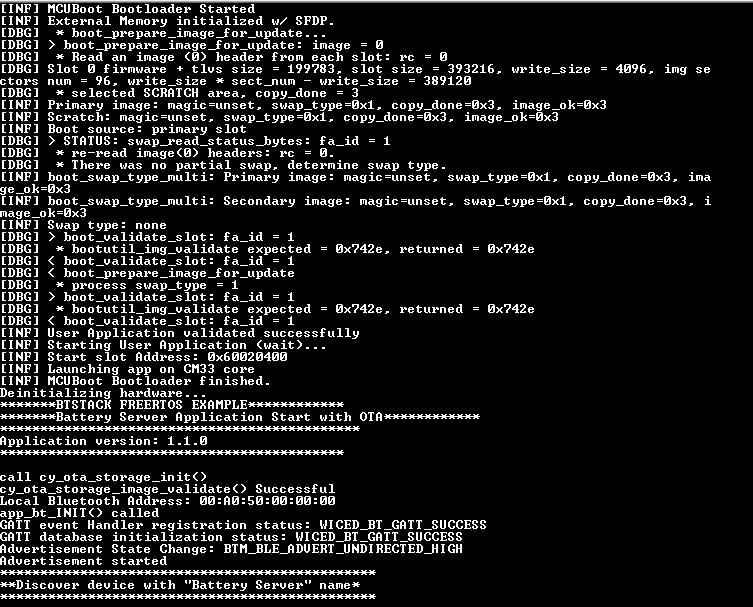 [INF] MCUBoot Bootloader Started
[INF] External Memory initialized w/ SFDP.
[DBG]  * boot_prepare_image_for_update...
[DBG] > boot_prepare_image_for_update: image = 0
[DBG]  * Read an image (0) header from each slot: rc = 0
[DBG] Slot 0 firmware + tlvs size = 199783, slot size = 393216, write_size = 4096, img se
ctors num = 96, write_size * sect_num - write_size = 389120
[DBG]  * selected SCRATCH area, copy_done = 3
[INF] Primary image: magic=unset, swap_type=0x1, copy_done=0x3, image_ok=0x3
[INF] Scratch: magic=unset, swap_type=0x1, copy_done=0x3, image_ok=0x3
[INF] Boot source: primary slot
[DBG] > STATUS: swap_read_status_bytes: fa_id = 1
[DBG]  * re-read image(0) headers: rc = 0.
[DBG]  * There was no partial swap, determine swap type.
[INF] boot_swap_type_multi: Primary image: magic=unset, swap_type=0x1, copy_done=0x3, ima
ge_ok=0x3
[INF] boot_swap_type_multi: Secondary image: magic=unset, swap_type=0x1, copy_done=0x3, i
mage_ok=0x3
[INF] Swap type: none
[DBG] > boot_validate_slot: fa_id = 1
[DBG]  * bootutil_img_validate expected = 0x742e, returned = 0x742e
[DBG] < boot_validate_slot: fa_id = 1
[DBG] < boot_prepare_image_for_update
[DBG]  * process swap_type = 1
[DBG] > boot_validate_slot: fa_id = 1
[DBG]  * bootutil_img_validate expected = 0x742e, returned = 0x742e
[DBG] < boot_validate_slot: fa_id = 1
[INF] User Application validated successfully
[INF] Starting User Application (wait)...
[INF] Start slot Address: 0x60020400
[INF] Launching app on CM33 core
[INF] MCUBoot Bootloader finished.
Deinitializing hardware...
*******BTSTACK FREERTOS EXAMPLE************
*******Battery Server Application Start with OTA************
*********************************************
Application version: 1.1.0
*******************************************

call cy_ota_storage_init()
cy_ota_storage_image_validate() Successful
Local Bluetooth Address: 00:A0:50:00:00:00
app_bt_INIT() called
GATT event Handler registration status: WICED_BT_GATT_SUCCESS
GATT database initialization status: WICED_BT_GATT_SUCCESS
Advertisement State Change: BTM_BLE_ADVERT_UNDIRECTED_HIGH
Advertisement started
***********************************************
**Discover device with "Battery Server" name*
***********************************************